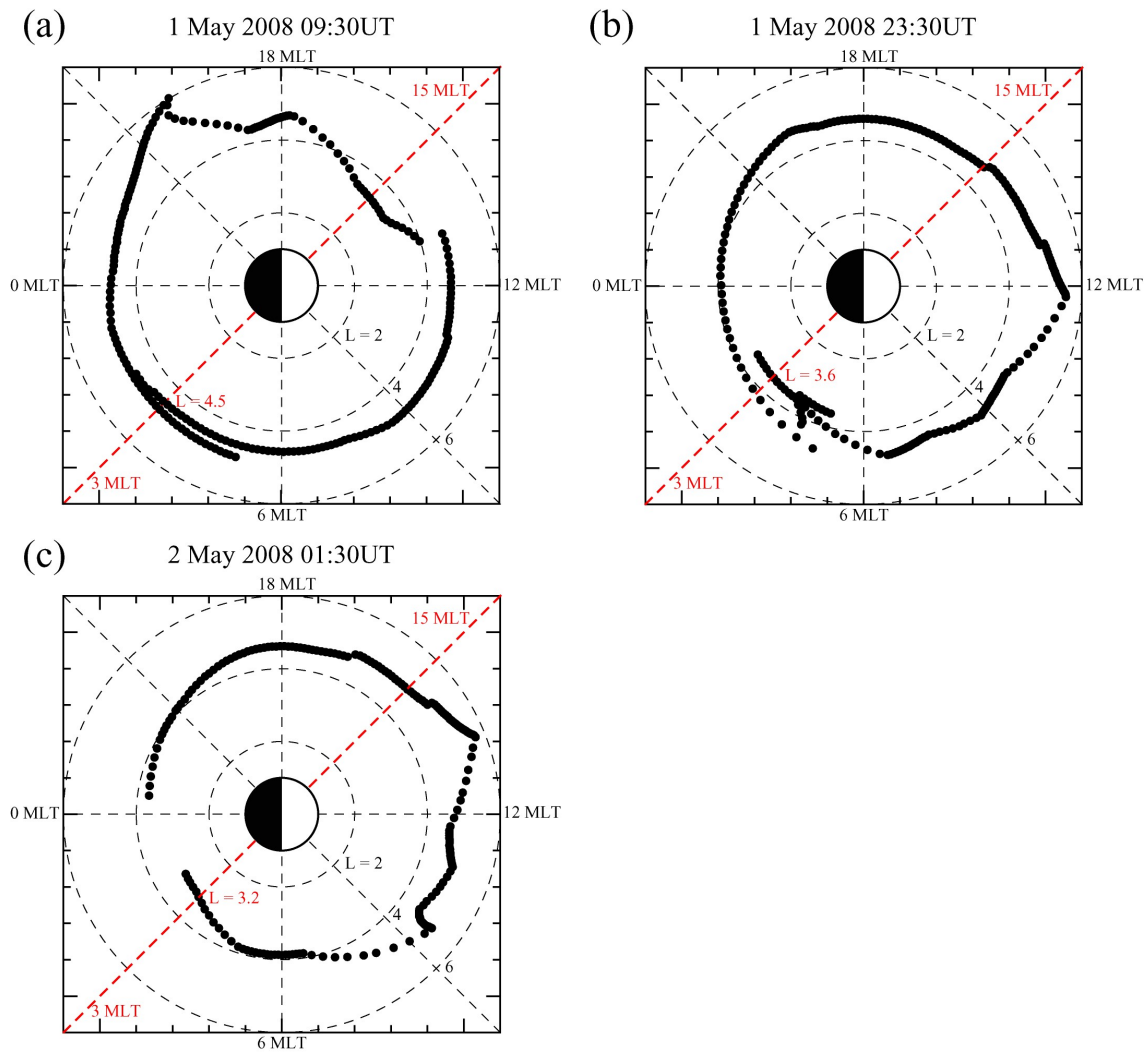 (a)
1 May 2008 09:30UT
18 MLT
15 MLT
0 MLT
12 MLT
L = 2
4
L = 4.5
6
3 MLT
6 MLT
(b)
1 May 2008 23:30UT
18 MLT
15 MLT
0 MLT
12 MLT
L = 2
L = 3.6
4
6
3 MLT
6 MLT
(c)
2 May 2008 01:30UT
18 MLT
15 MLT
0 MLT
12 MLT
L = 2
L = 3.2
4
6
3 MLT
6 MLT